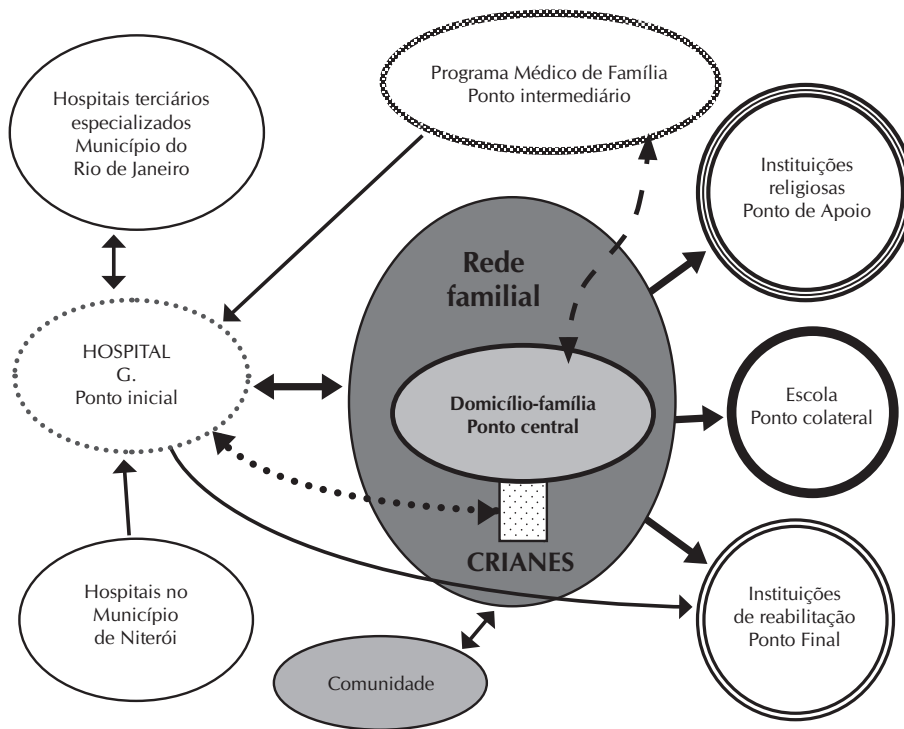 Hospitais terciários
especializados
Município do
Rio de Janeiro
Programa Médico de Família
Ponto intermediário
Instituições
religiosas
Ponto de Apoio
Rede
familial
HOSPITAL
G.
Ponto inicial
Domicílio-família
Ponto central
Escola
Ponto colateral
CRIANES
Hospitais no
Município
de Niterói
Instituições
de reabilitação
Ponto Final
Comunidade